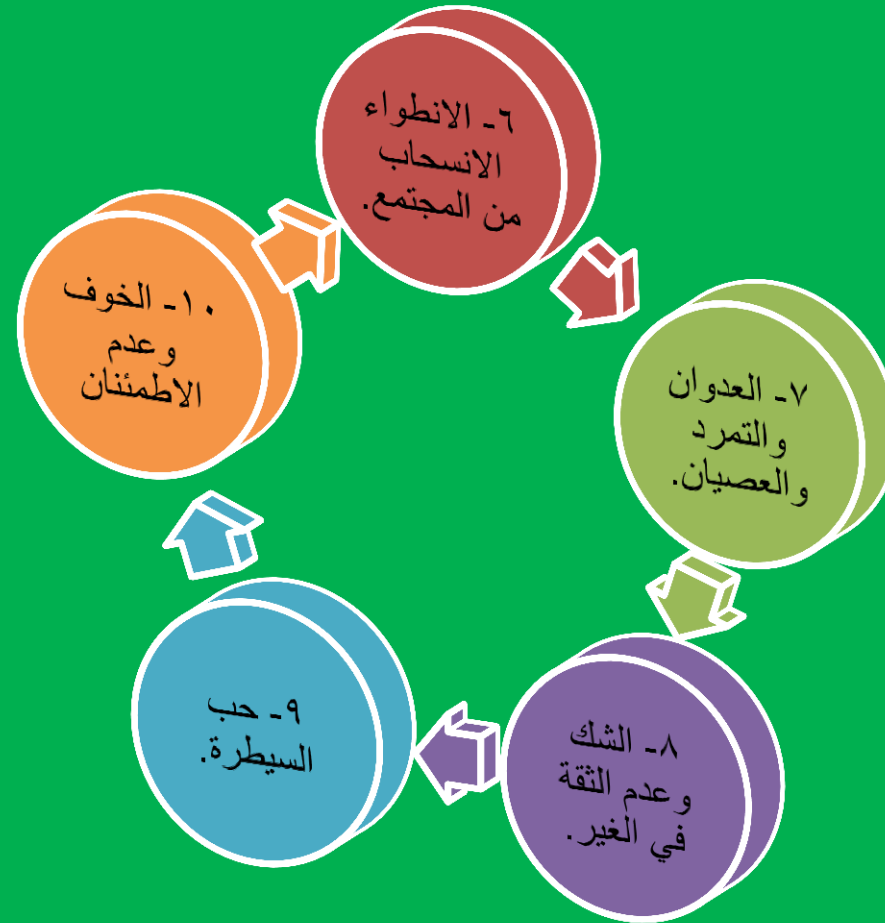 ٦- الانطواء
الانسحاب
من المجتمع.
٧- العدوان
والتمرد
والعصيان.
٨- الشك
وعدم الثقة
في الغير.
٩- حب
السيطرة.
١٠- الخوف
وعدم
الاطمئنان